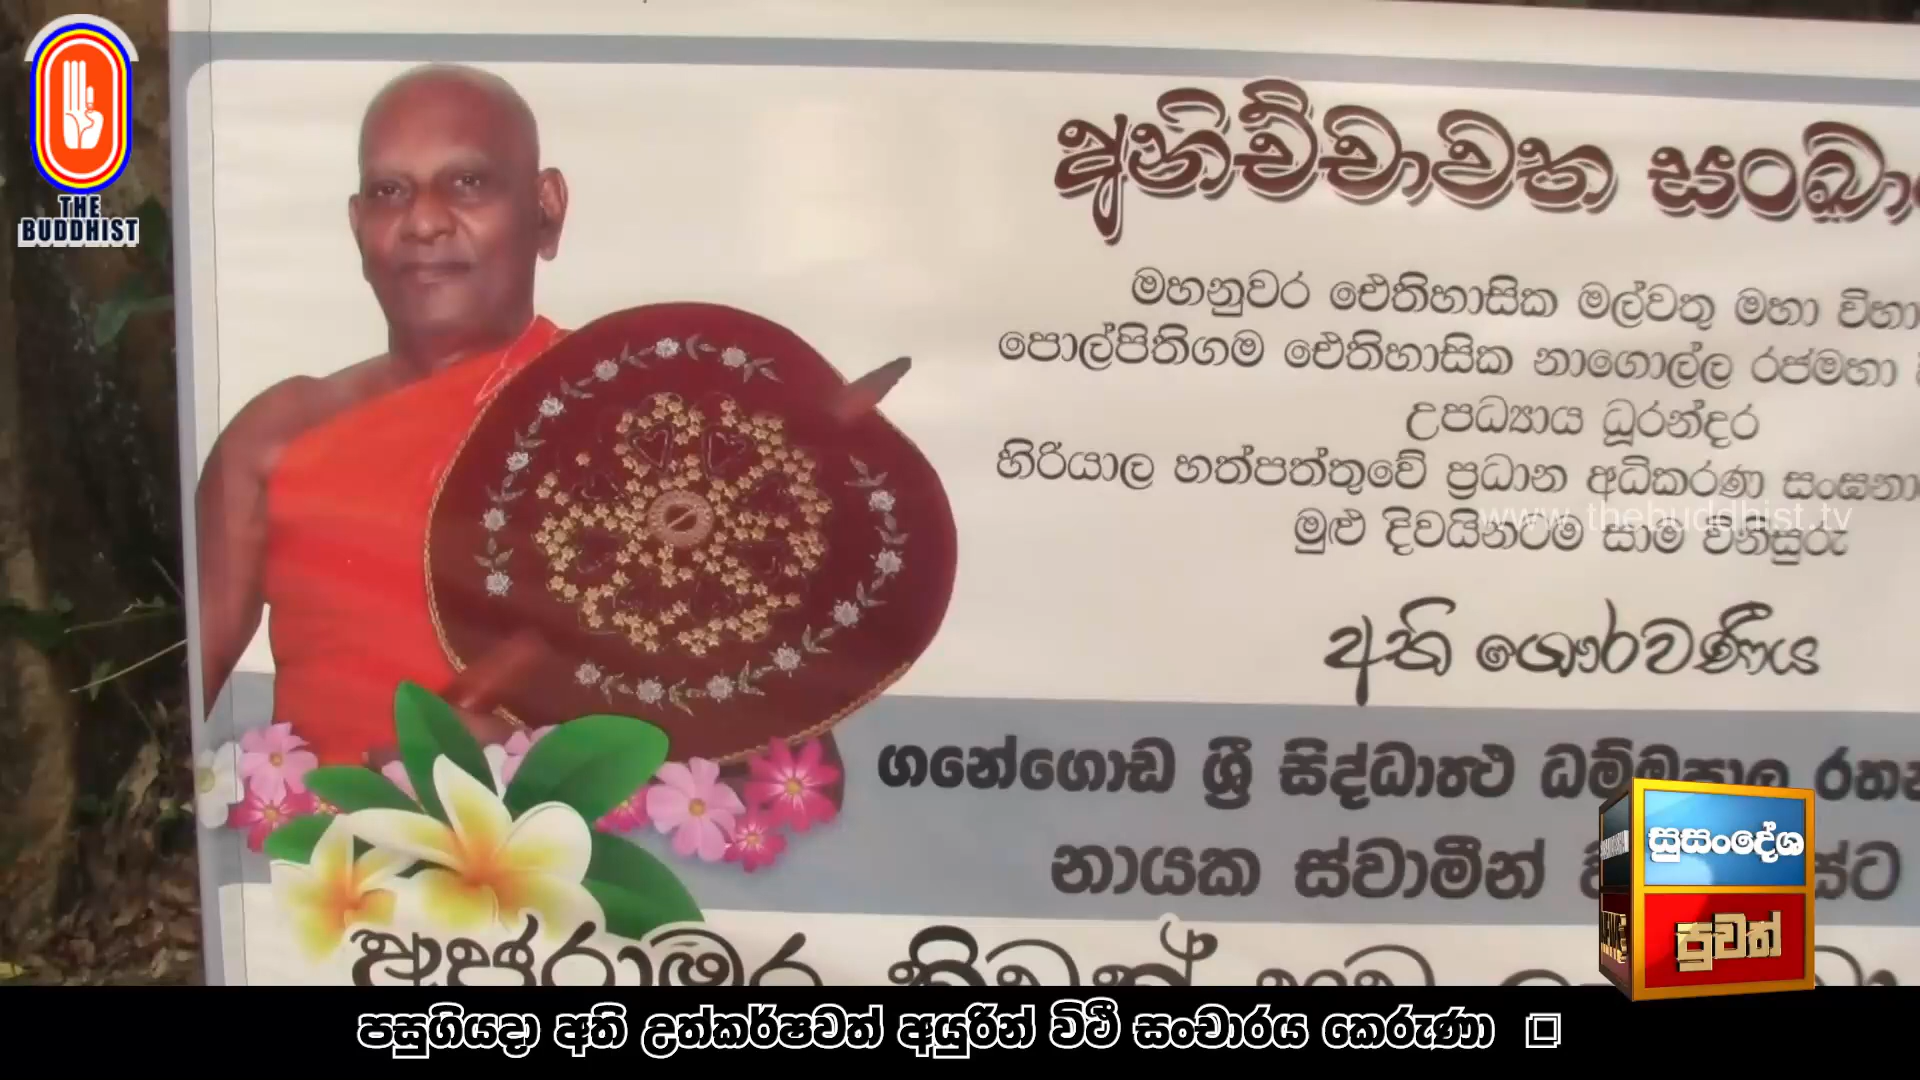 THE
BUDDHIST
අනිච්චාවත
මහනුවර ඓතිහාසික මල්වතු මහා
පොල්පිතිගම ඓතිහාසික නාගොල්ල රජමහා
උපධ්‍යාය ධූරන්දර
හිරියාල හත්පත්තුවේ ප්‍රධාන අධිකරණ
මුළු දිවයිනටම සාම විනිසුරු
www.thebuddhist.tv
අති ගෞරවණීය
ගනේගොඩ ශ්‍රී සිද්ධාර්‍ථ ධම්මපාල
නායක ස්වාමීන්
සුසංදේශ
පුවත්
පසුගියදා අති උත්කර්ෂවත් අයුරින් විථී සංචාරය කෙරුණා